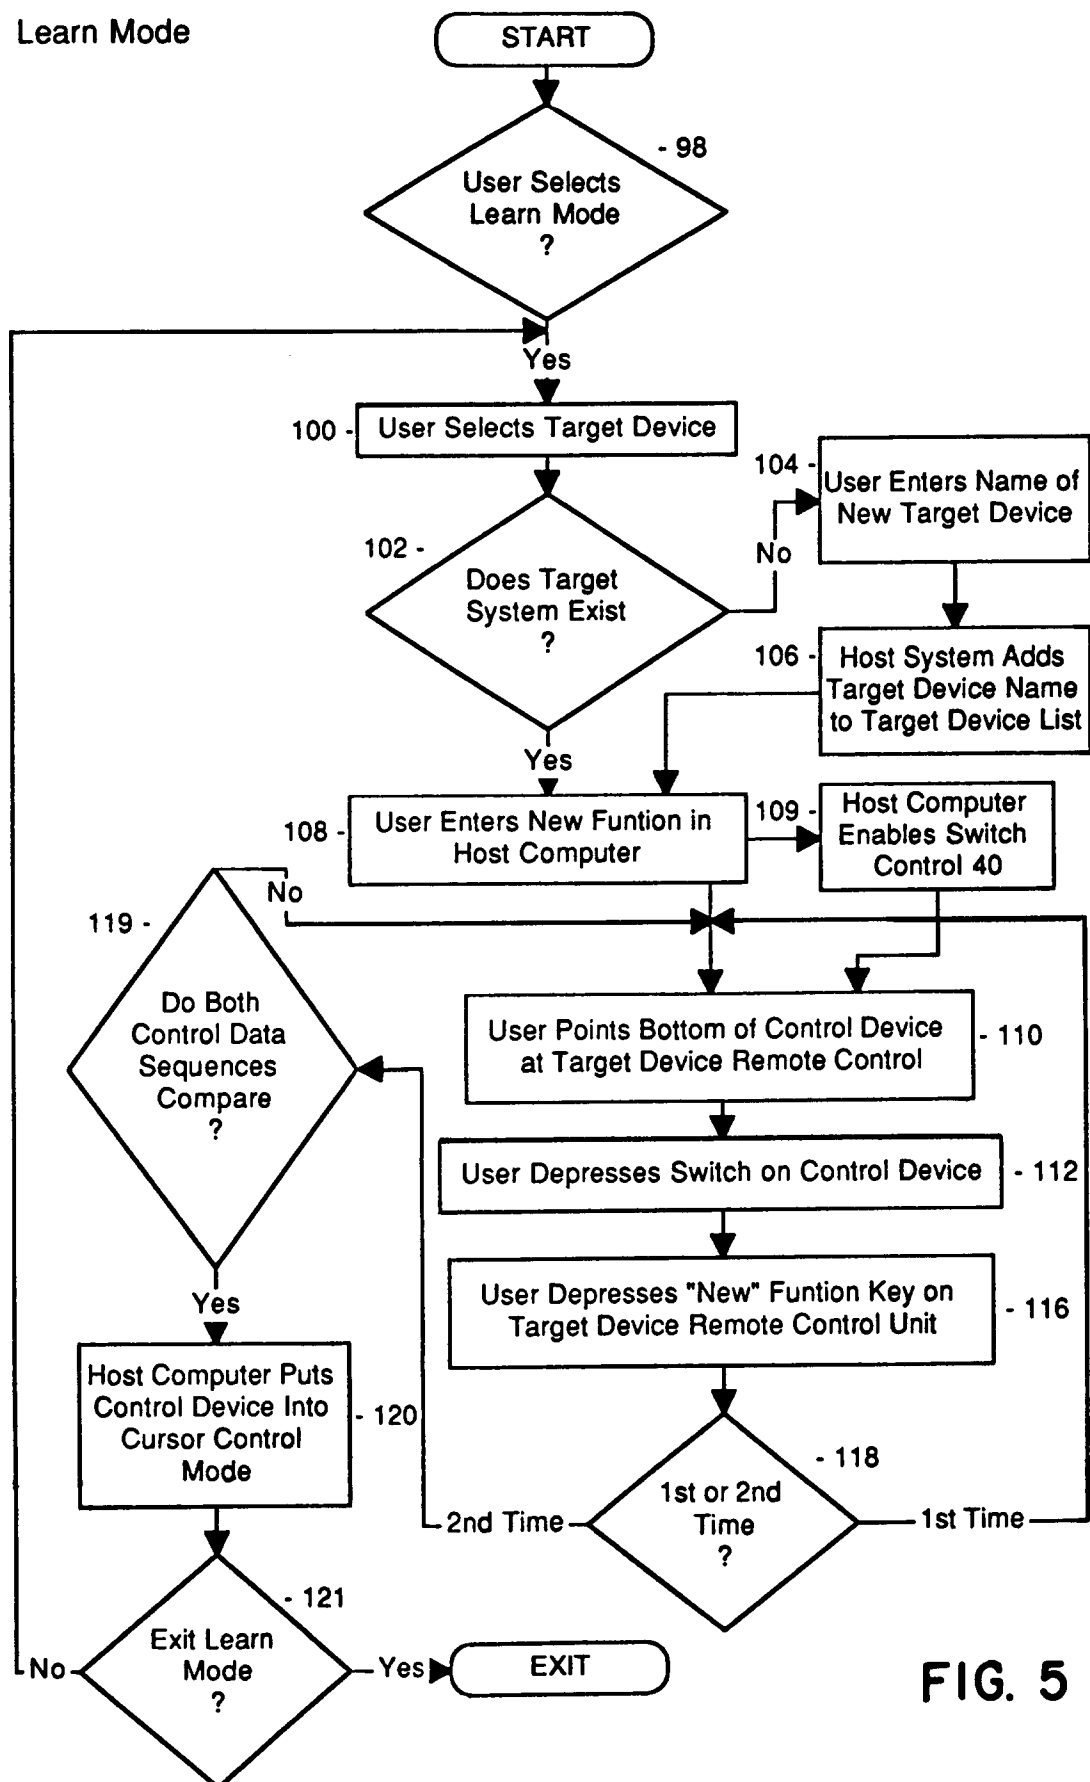 Learn Mode
START
- 98
User Selects
Learn Mode
?
Yes
100 -
User Selects Target Device
104 -
User Enters Name of
New Target Device
102 -
Does Target
System Exist
?
No
106 -
Host System Adds
Target Device Name
to Target Device List
Yes
108 -
User Enters New Funtion in
Host Computer
109 -
Host Computer
Enables Switch
Control 40
No
119 -
Do Both
Control Data
Sequences
Compare
?
User Points Bottom of Control Device
at Target Device Remote Control
- 110
User Depresses Switch on Control Device
- 112
User Depresses "New" Funtion Key on
Target Device Remote Control Unit
- 116
Yes
Host Computer Puts
Control Device Into
Cursor Control
Mode
- 120
- 118
1st or 2nd
Time
?
2nd Time
1st Time
- 121
Exit Learn
Mode
?
No
Yes
EXIT
FIG. 5